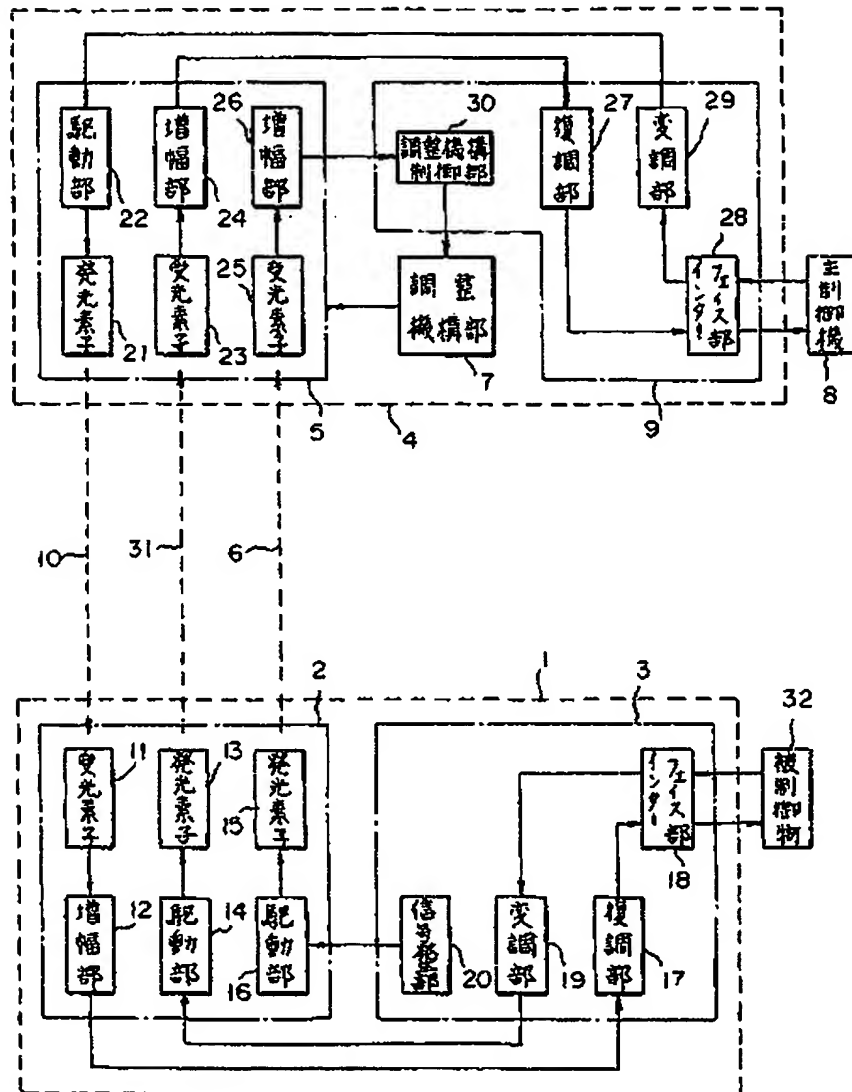 駆動部
22
増幅部
24
26
増幅部
30
調整機構
制御部
27
復調部
変調部
29
発光素子
21
受光素子
23
25
受光素子
調整
機構部
7
28
インター
フェイス部
主制御機
8
5
4
9
10
31
6
1
2
3
32
受光素子
11
発光素子
13
発光素子
15
インター
フェイス部
18
被制御物
増幅部
12
駆動部
14
駆動部
16
信号発生部
20
変調部
19
復調部
17